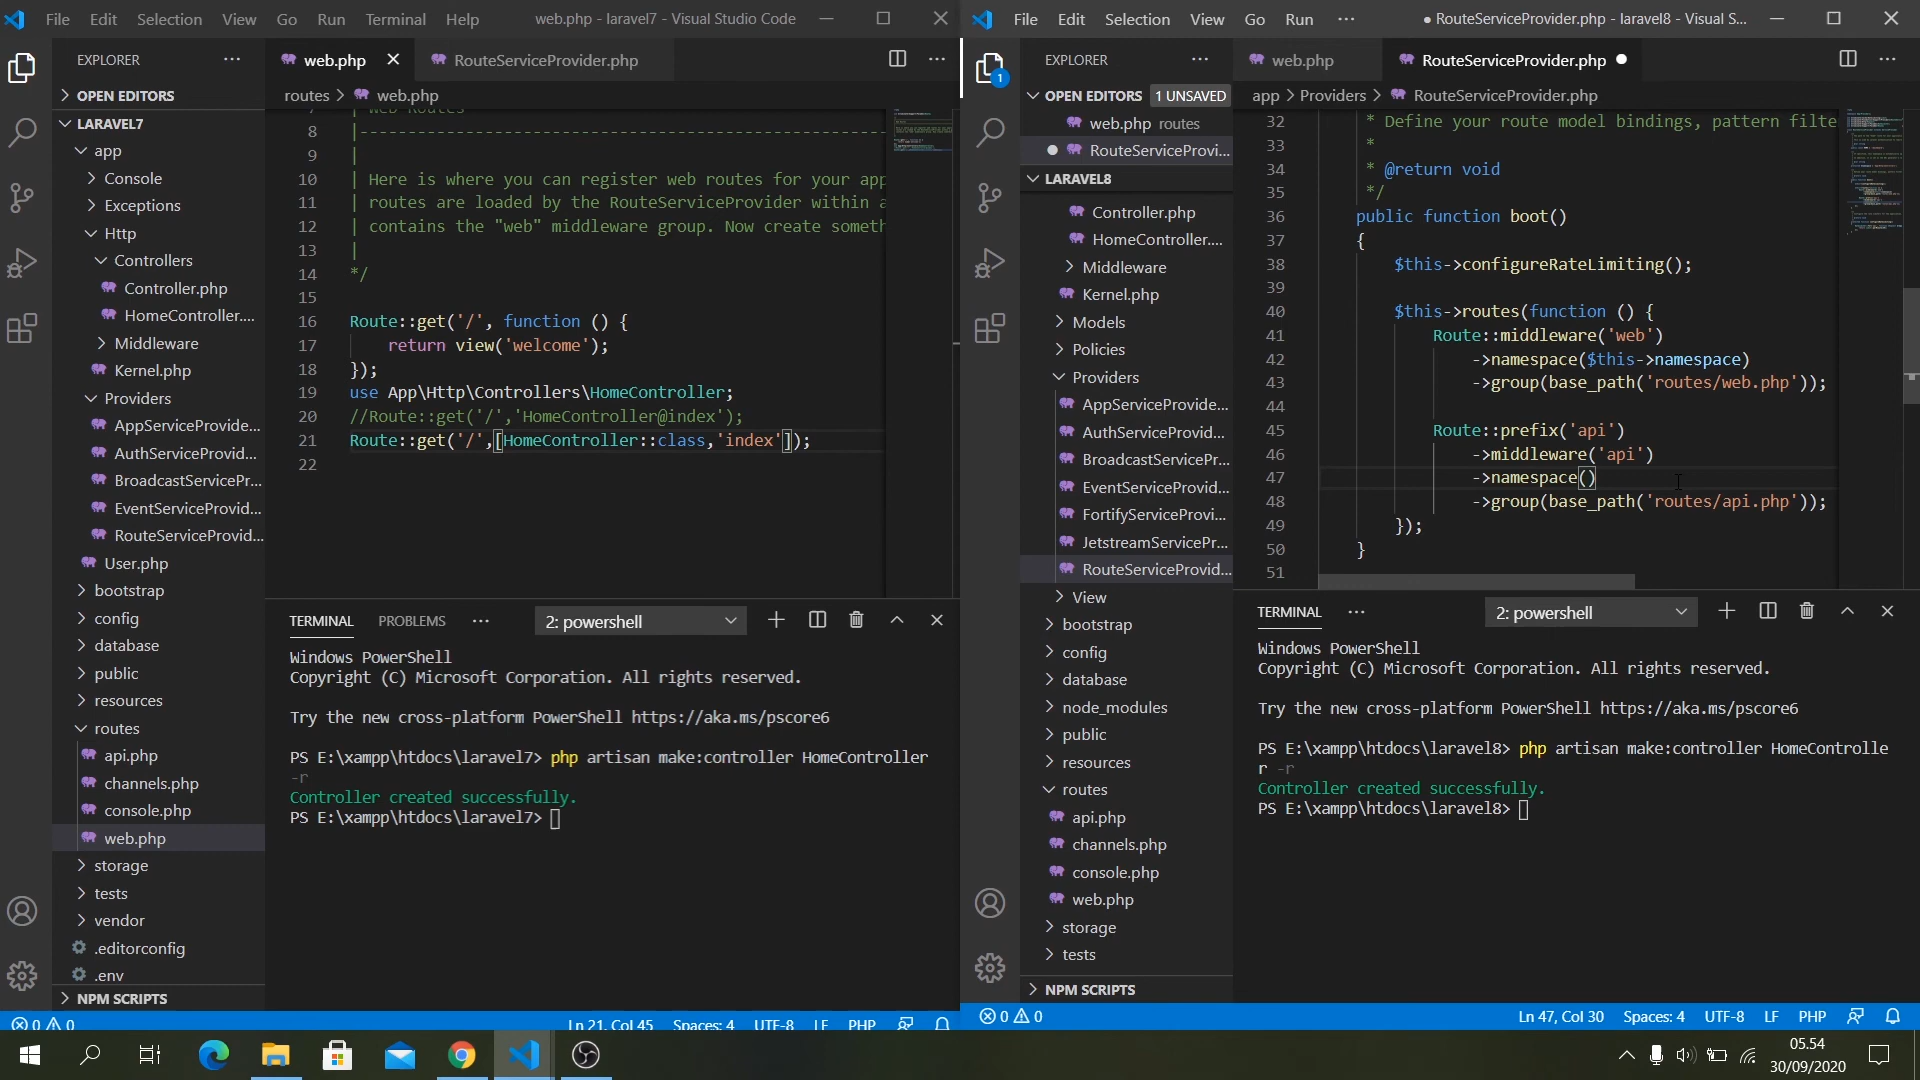 File Edit Selection View Go Run Terminal Help web.php - laravel7 - Visual Studio Code
EXPLORER
OPEN EDITORS
LARAVEL7
app
Console
Exceptions
Http
Controllers
Controller.php
HomeController....
Middleware
Kernel.php
Providers
AppServiceProvide...
AuthServiceProvid...
BroadcastServicePr...
EventServiceProvid...
RouteServiceProvid...
User.php
bootstrap
config
database
public
resources
routes
api.php
channels.php
console.php
web.php
storage
tests
vendor
.editorconfig
.env
NPM SCRIPTS
web.php RouteServiceProvider.php
routes > web.php
| Web Routes
8 |--------------------------------------------------------
9 |
10 | Here is where you can register web routes for your app
11 | routes are loaded by the RouteServiceProvider within a
12 | contains the "web" middleware group. Now create someth
13 |
14 */
15
16 Route::get('/', function () {
17 return view('welcome');
18 });
19 use App\Http\Controllers\HomeController;
20 //Route::get('/','HomeController@index');
21 Route::get('/',[HomeController::class,'index']);
22
TERMINAL PROBLEMS ... 2: powershell
Windows PowerShell
Copyright (C) Microsoft Corporation. All rights reserved.
Try the new cross-platform PowerShell https://aka.ms/pscore6
PS E:\xampp\htdocs\laravel7> php artisan make:controller HomeController
-r
Controller created successfully.
PS E:\xampp\htdocs\laravel7>
0 0 Ln 21, Col 45 Spaces: 4 UTF-8 LF PHP
File Edit Selection View Go Run ... ● RouteServiceProvider.php - laravel8 - Visual S...
EXPLORER
1
OPEN EDITORS 1 UNSAVED
web.php routes
RouteServiceProvi...
LARAVEL8
Controller.php
HomeController....
Middleware
Kernel.php
Models
Policies
Providers
AppServiceProvide...
AuthServiceProvid...
BroadcastServicePr...
EventServiceProvid...
FortifyServiceProvi...
JetstreamServicePr...
RouteServiceProvid...
View
bootstrap
config
database
node_modules
public
resources
routes
api.php
channels.php
console.php
web.php
storage
tests
NPM SCRIPTS
web.php RouteServiceProvider.php
app > Providers > RouteServiceProvider.php
32 * Define your route model bindings, pattern filte
33 *
34 * @return void
35 */
36 public function boot()
37 {
38 $this->configureRateLimiting();
39
40 $this->routes(function () {
41 Route::middleware('web')
42 ->namespace($this->namespace)
43 ->group(base_path('routes/web.php'));
44
45 Route::prefix('api')
46 ->middleware('api')
47 ->namespace()
48 ->group(base_path('routes/api.php'));
49 });
50 }
51
TERMINAL ... 2: powershell
Windows PowerShell
Copyright (C) Microsoft Corporation. All rights reserved.
Try the new cross-platform PowerShell https://aka.ms/pscore6
PS E:\xampp\htdocs\laravel8> php artisan make:controller HomeControlle
r -r
Controller created successfully.
PS E:\xampp\htdocs\laravel8>
0 0 Ln 47, Col 30 Spaces: 4 UTF-8 LF PHP
05.54
30/09/2020